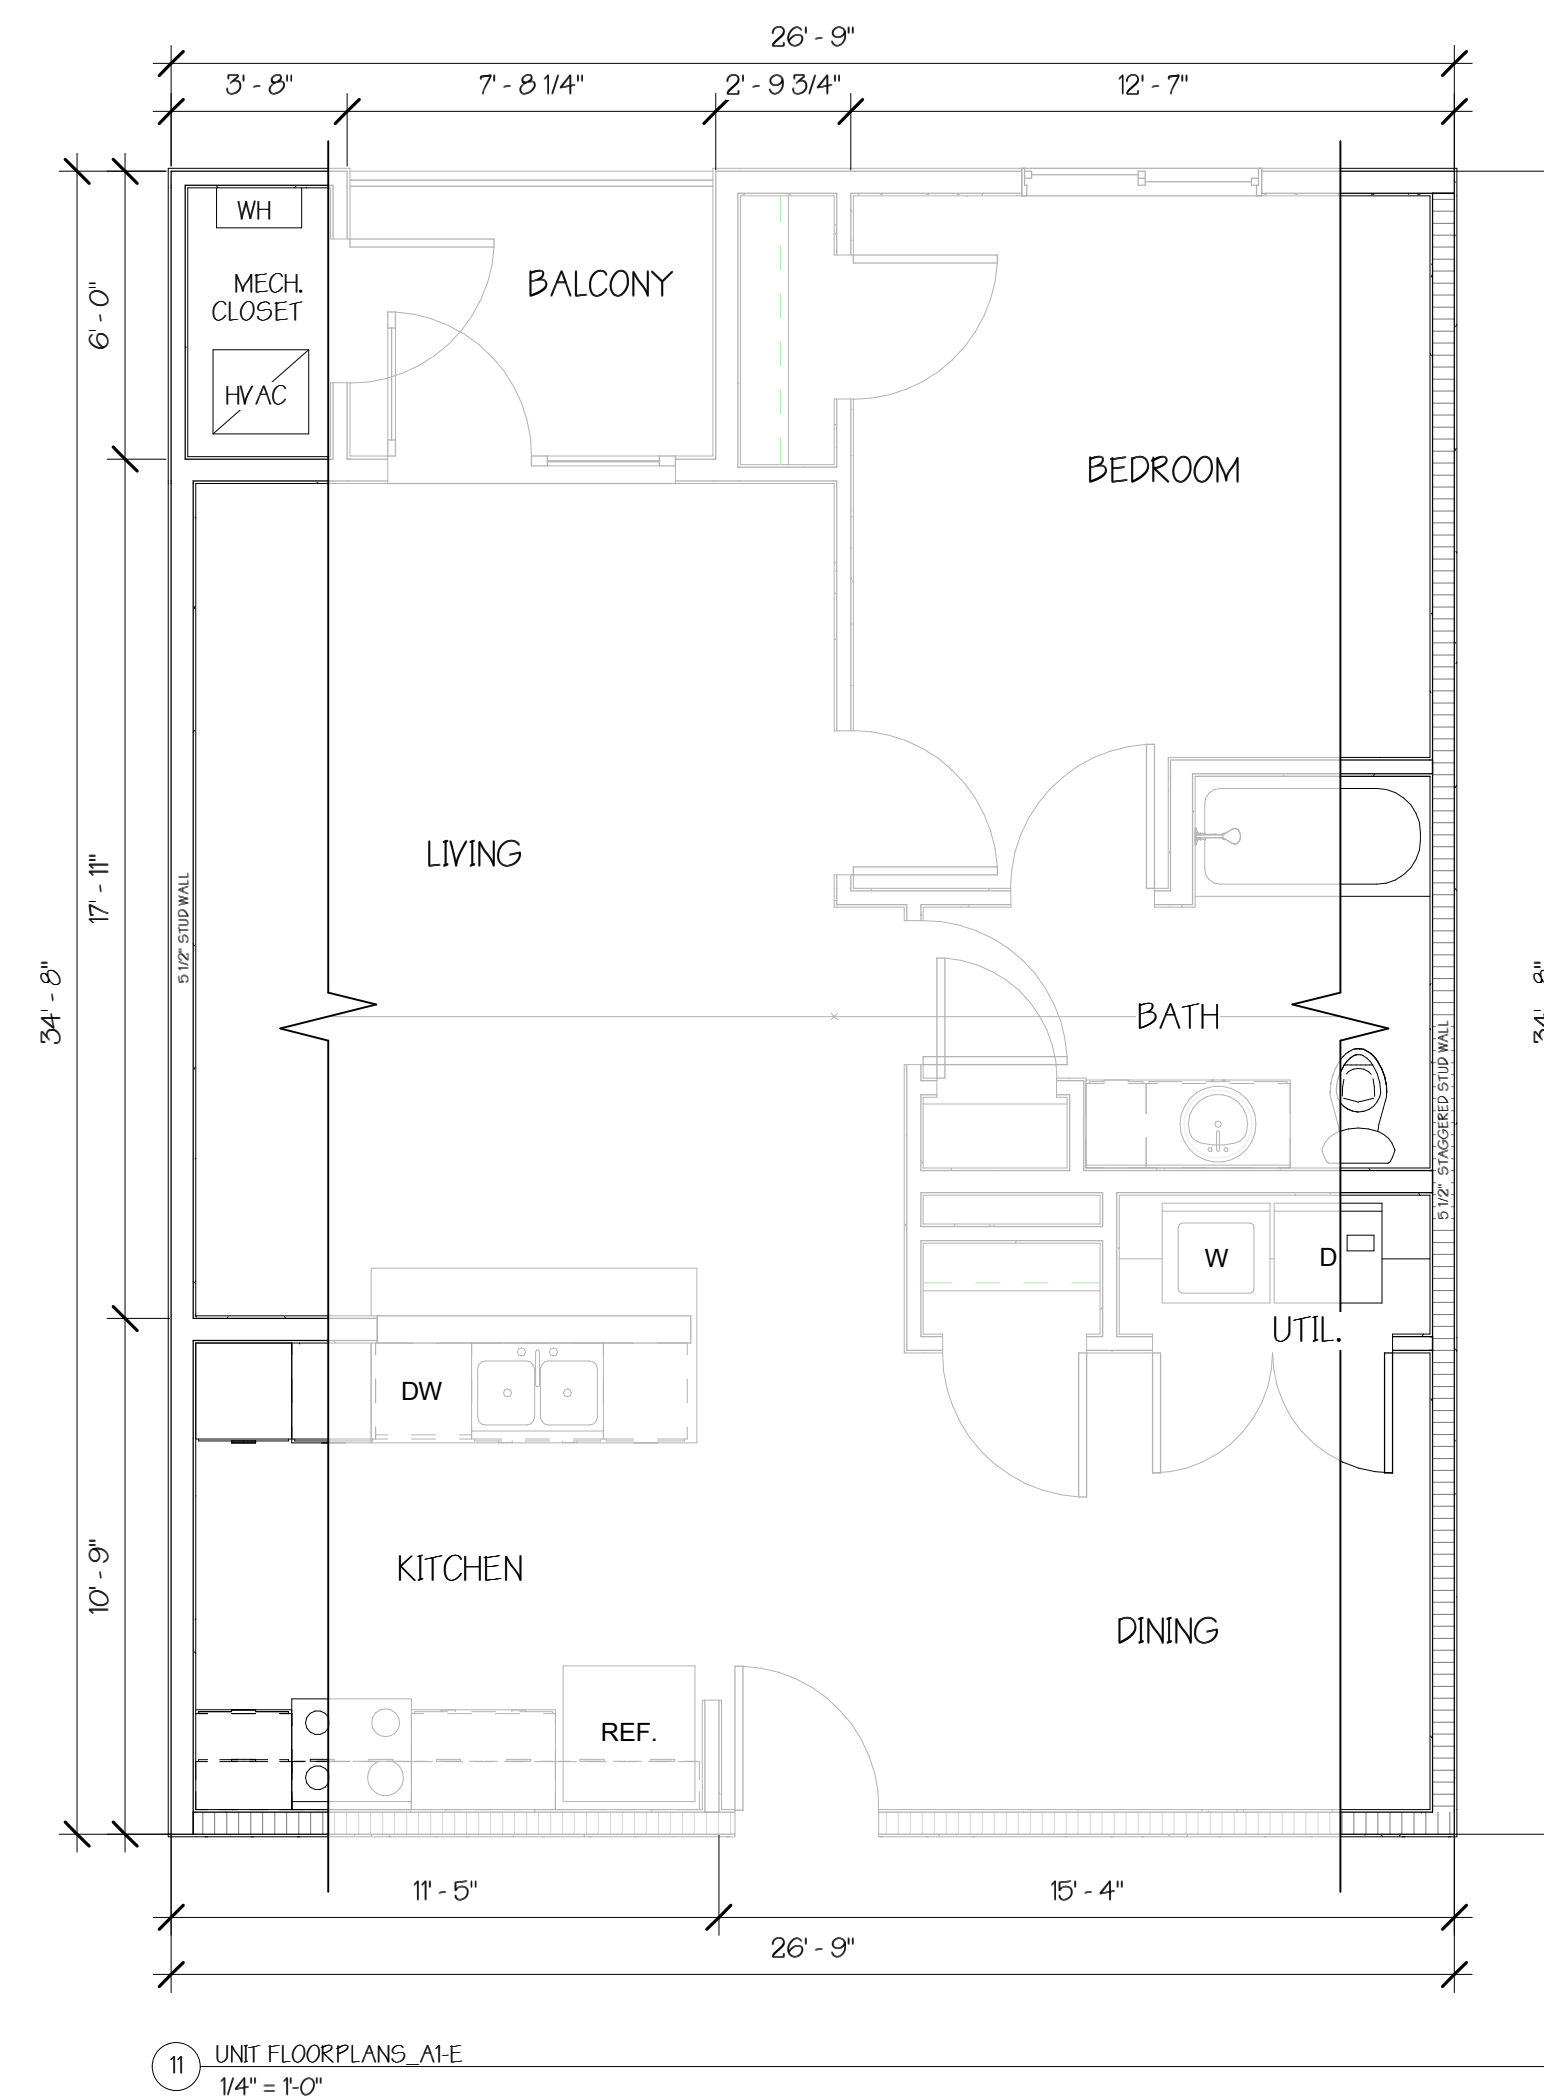 26' - 9"
3' - 8"
7' - 8 1/4"
2' - 9 3/4"
12' - 7"
WH
MECH.
CLOSET
HVAC
BALCONY
6' - 0"
BEDROOM
LIVING
17' - 11"
5 1/2" STUD WALL
34' - 8"
34' - 8"
BATH
5 1/2" STAGGERED STUD WALL
W
D
UTIL.
DW
KITCHEN
10' - 9"
DINING
REF.
11' - 5"
15' - 4"
26' - 9"
11
UNIT FLOORPLANS_A1-E
1/4" = 1'-0"